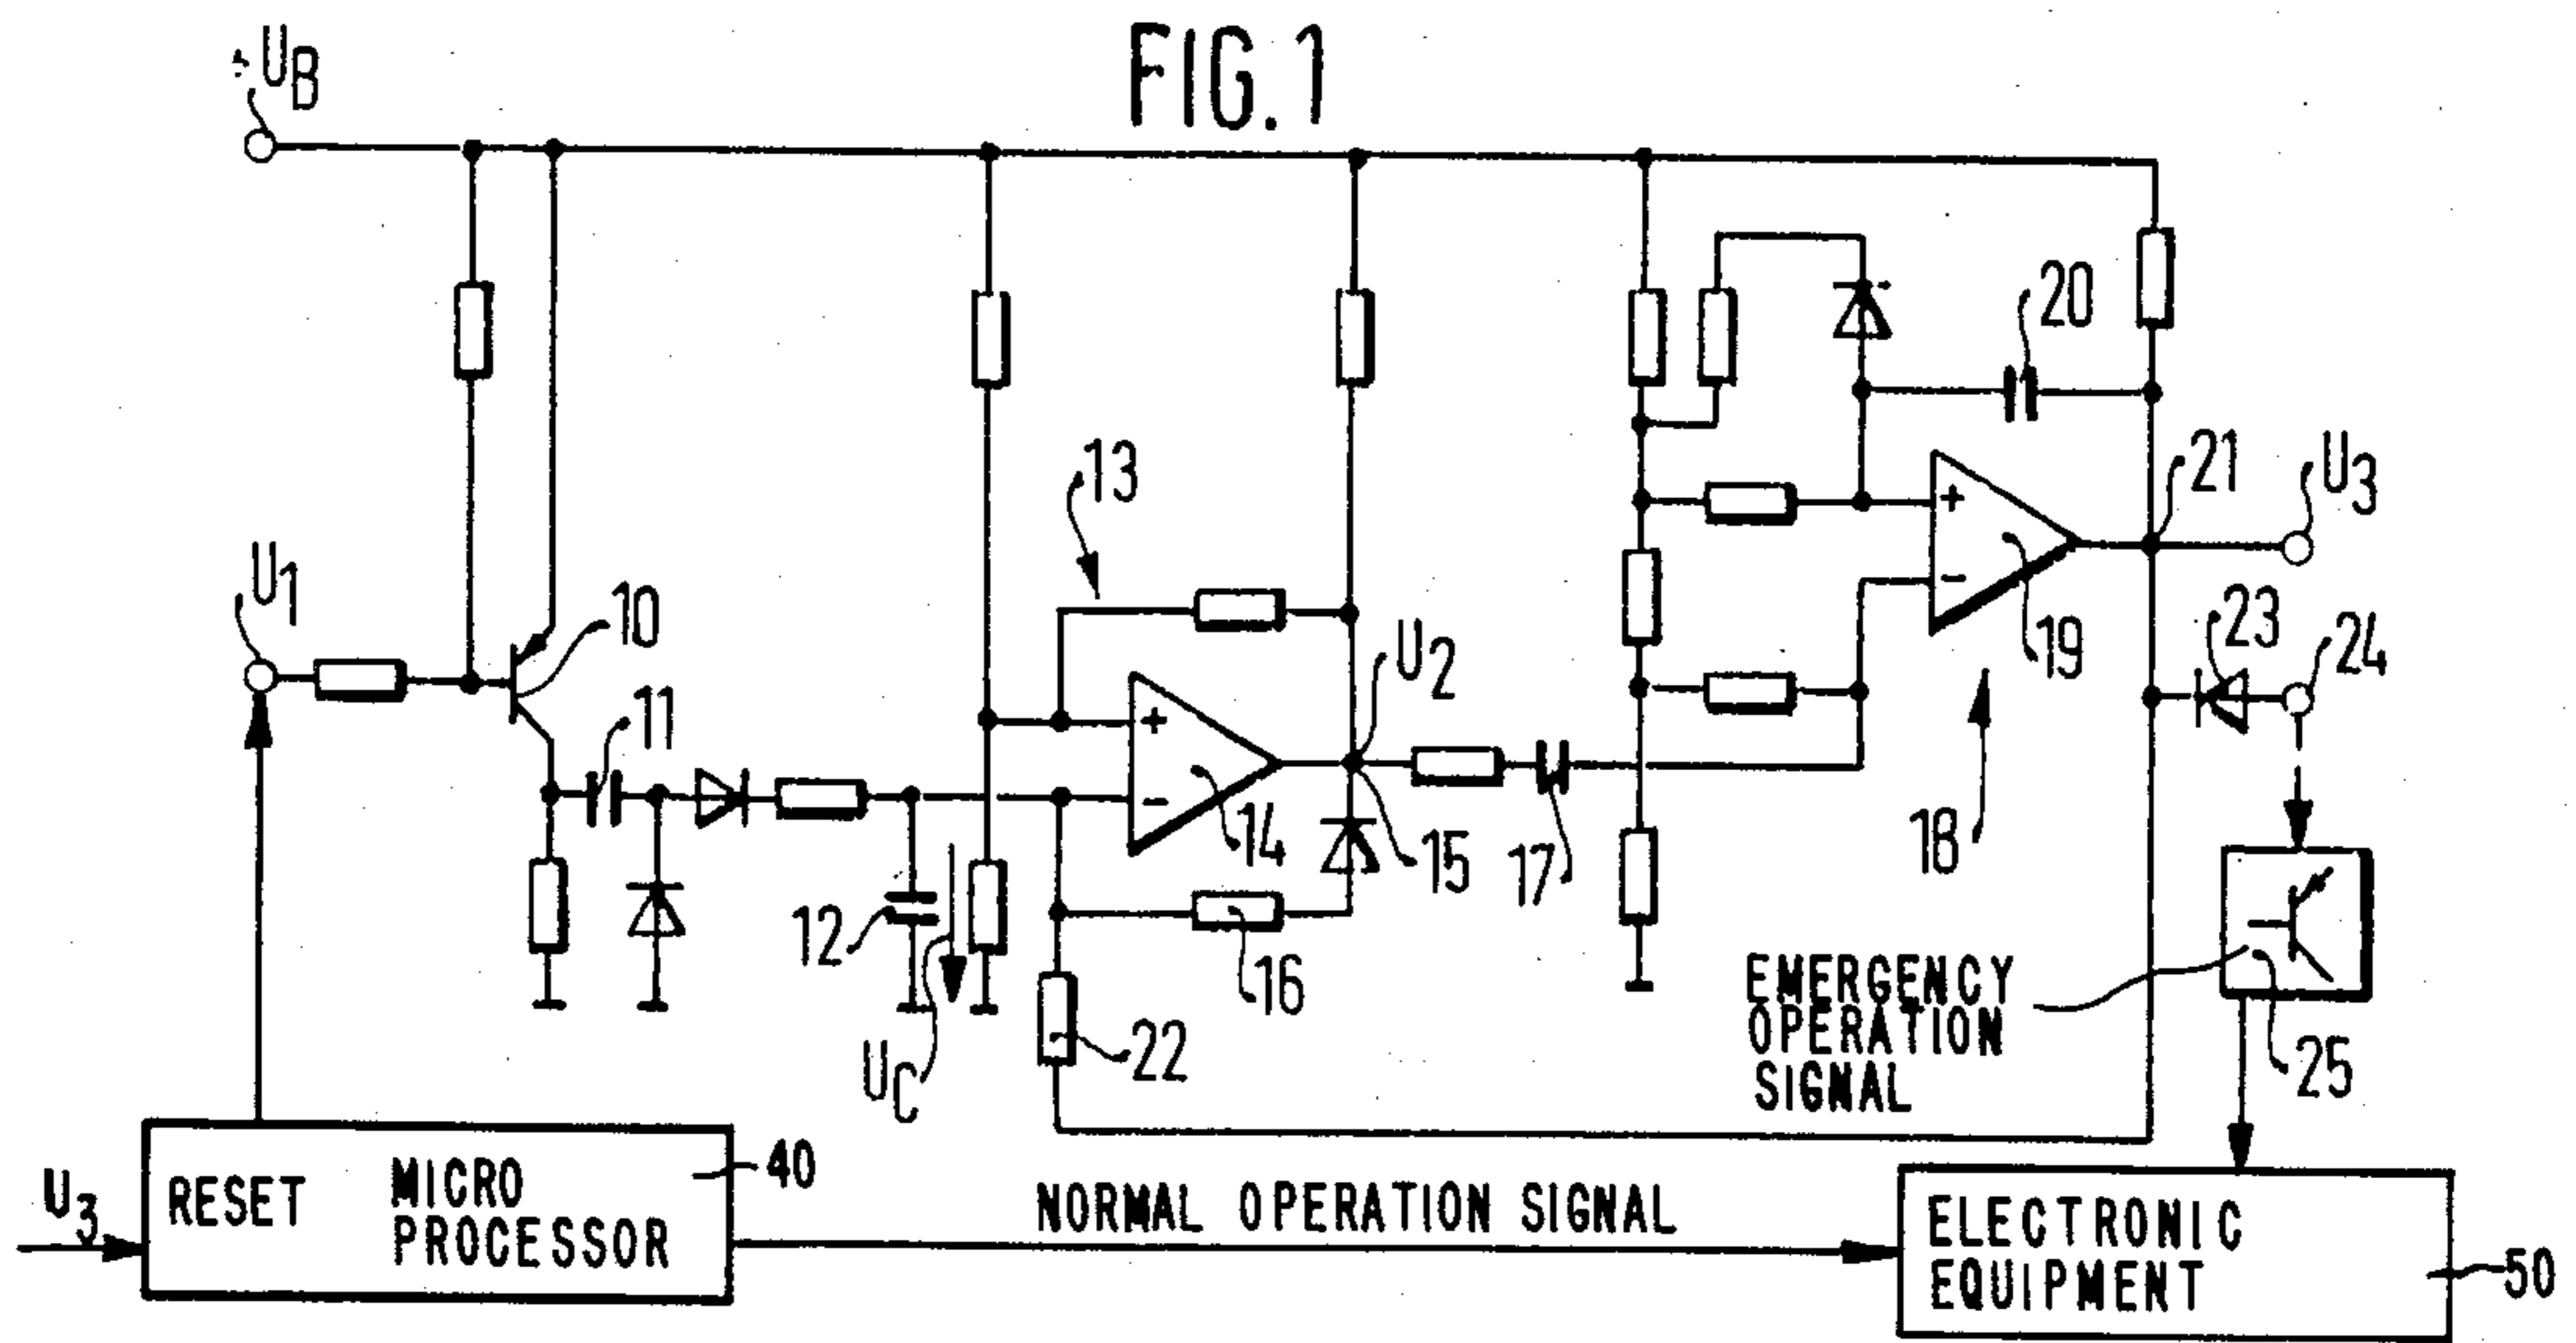 FIG.1
+UB
20
13
21
U3
U1
10
23
24
U2
19
11
14
15
17
18
12
16
EMERGENCY
OPERATION
SIGNAL
22
25
UC
40
RESET
MICRO
PROCESSOR
U3
NORMAL OPERATION SIGNAL
ELECTRONIC
EQUIPMENT
50
+
-
+
-